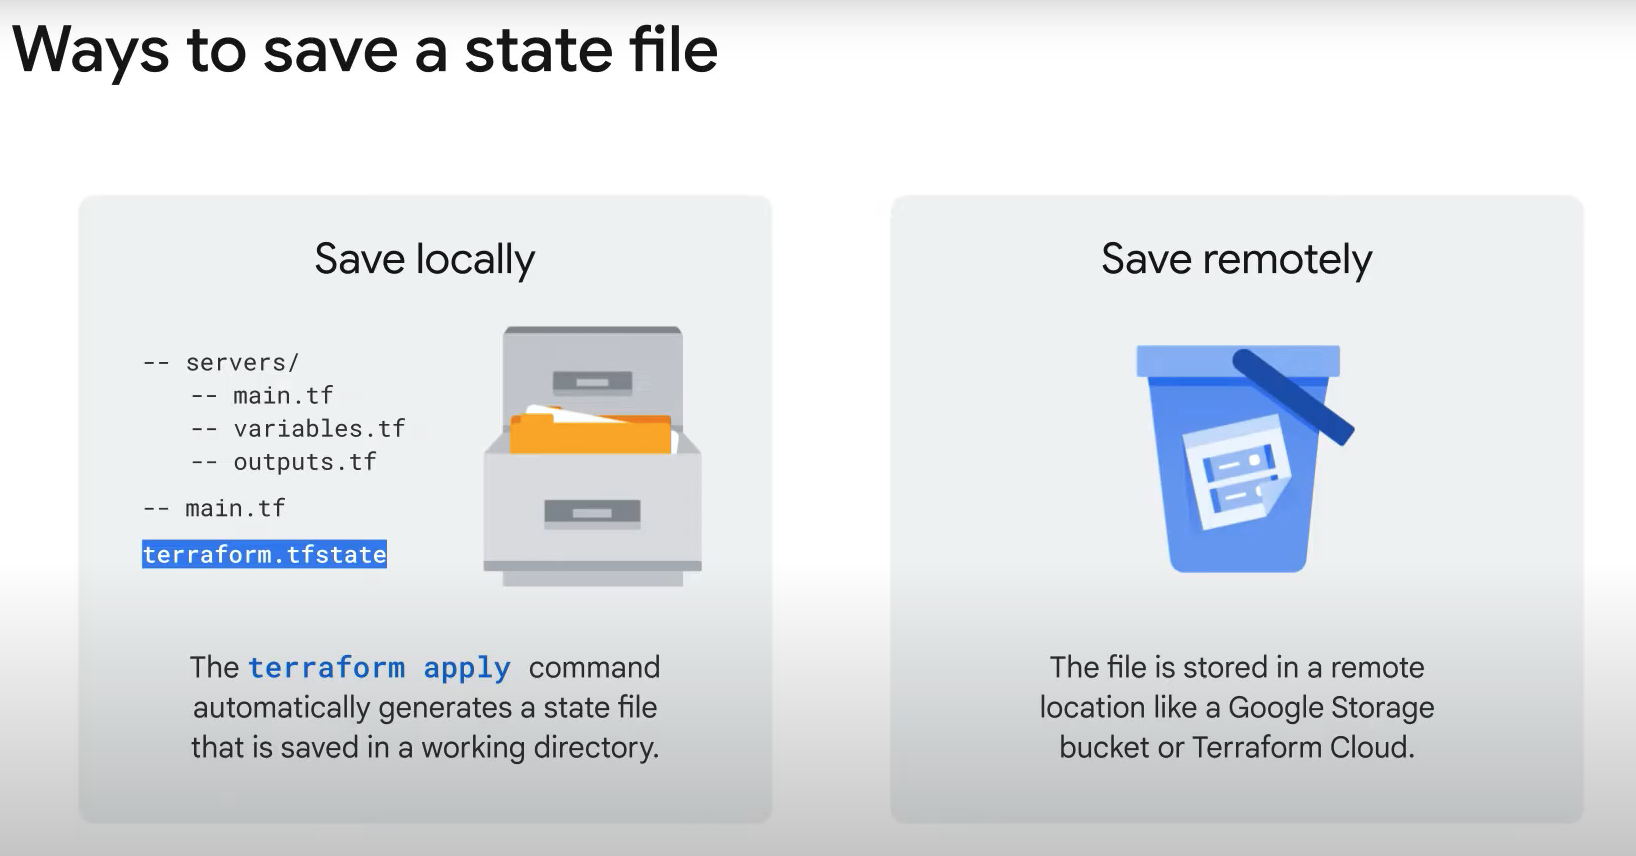 Ways to save a state file
Save locally
-- servers/
-- main.tf
-- variables.tf
-- outputs.tf
-- main.tf
terraform.tfstate
The terraform apply command
automatically generates a state file
that is saved in a working directory.
Save remotely
The file is stored in a remote
location like a Google Storage
bucket or Terraform Cloud.